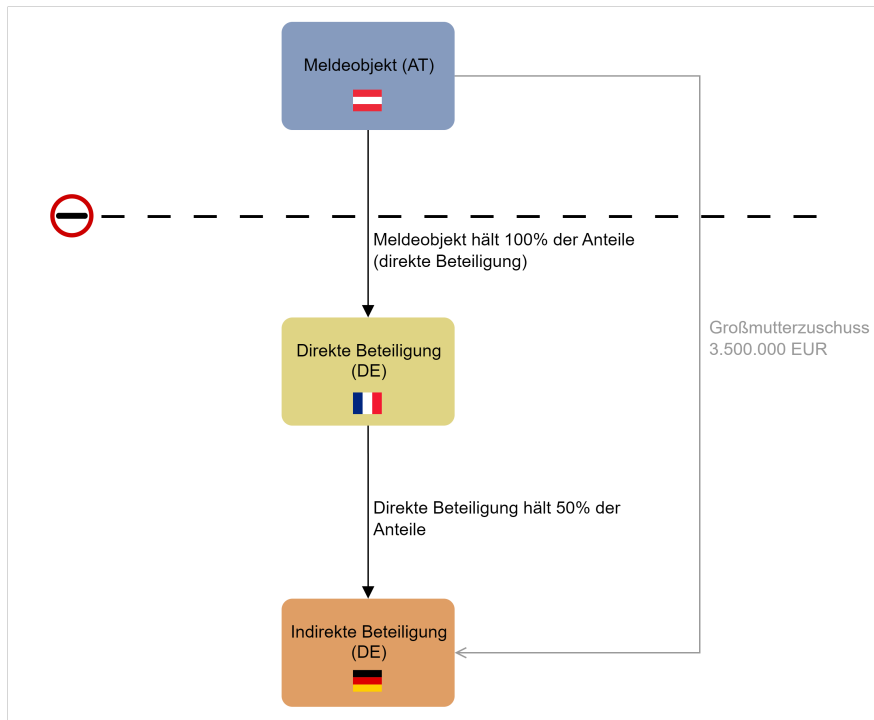 Meldeobjekt (AT)
Meldeobjekt hält 100% der Anteile
(direkte Beteiligung)
Großmutterzuschuss
3.500.000 EUR
Direkte Beteiligung
(DE)
Direkte Beteiligung hält 50% der
Anteile
Indirekte Beteiligung
(DE)